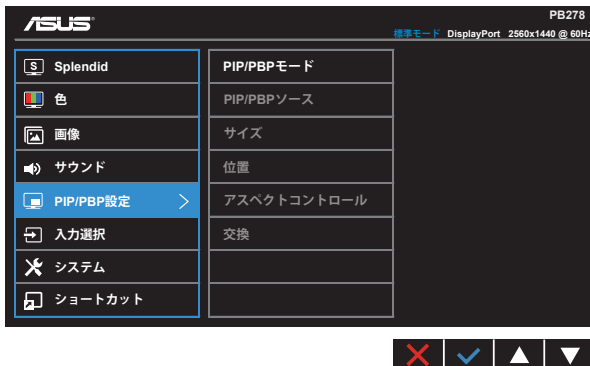 ASUS
PB278
標準モード DisplayPort 2560x1440 @ 60Hz
S Splendid
色
画像
サウンド
PIP/PBP設定
入力選択
システム
ショートカット
PIP/PBPモード
PIP/PBPソース
サイズ
位置
アスペクトコントロール
交換